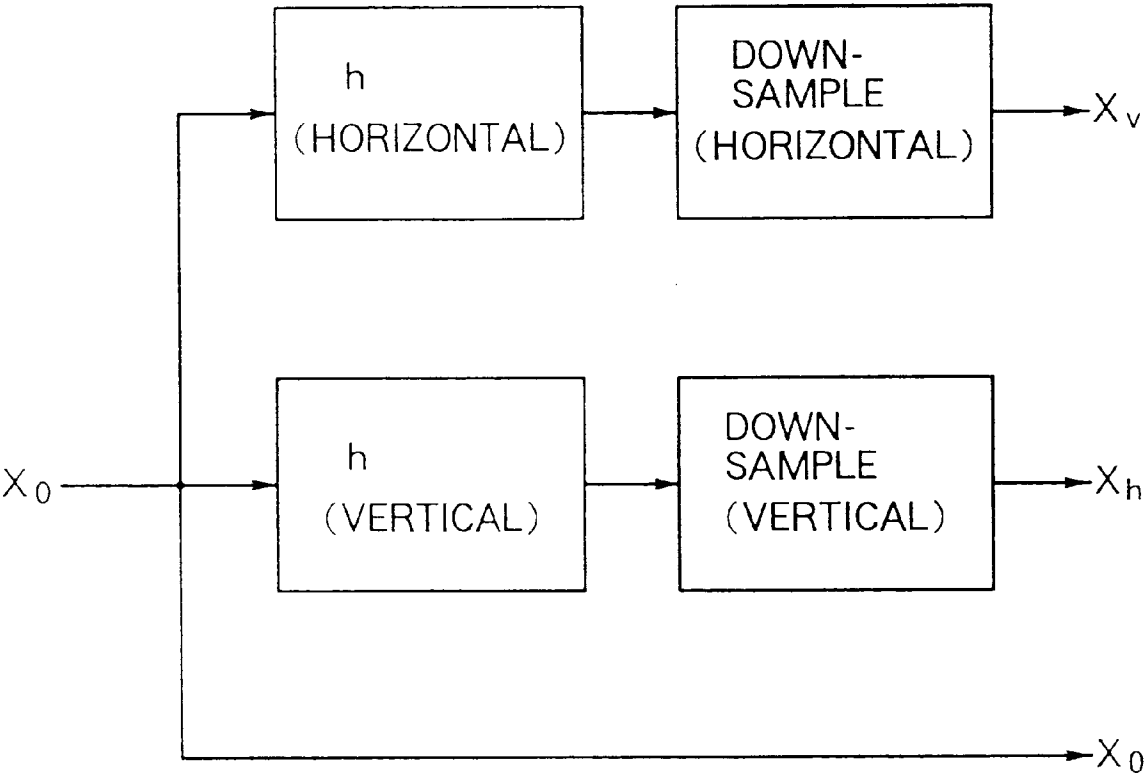 h
(HORIZONTAL)
DOWN-
SAMPLE
(HORIZONTAL)
Xv
X0
h
(VERTICAL)
DOWN-
SAMPLE
(VERTICAL)
Xh
X0